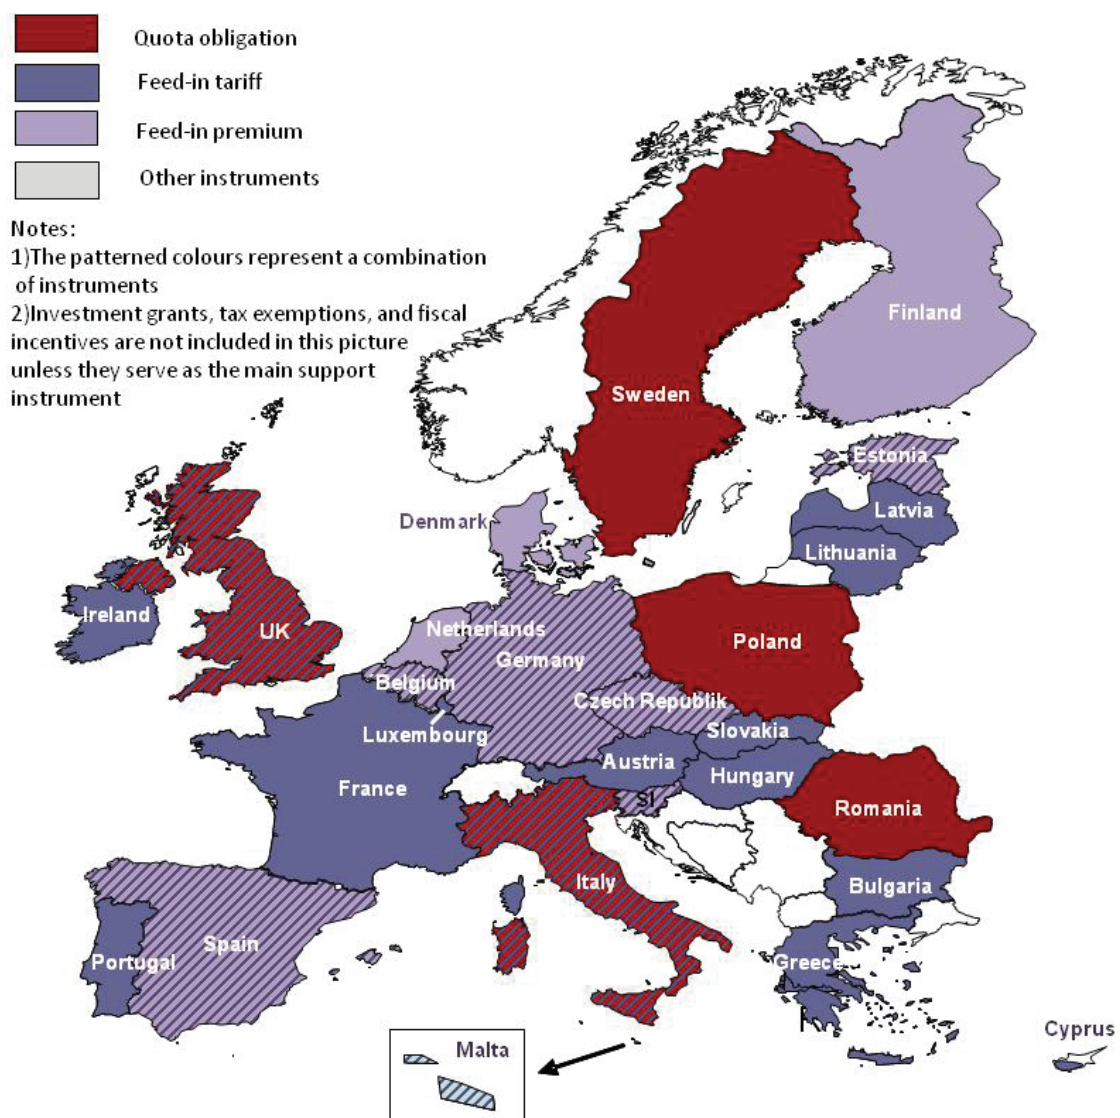 Quota obligation
Feed-in tariff
Feed-in premium
Other instruments
Notes:
1)The patterned colours represent a combination
of instruments
2)Investment grants, tax exemptions, and fiscal
incentives are not included in this picture
unless they serve as the main support
instrument
Finland
Sweden
Estonia
Latvia
Denmark
Lithuania
Ireland
UK
Netherlands
Poland
Germany
Belgium
Czech Republik
Luxembourg
Slovakia
Austria
Hungary
France
SI
Romania
Italy
Bulgaria
Spain
Portugal
Greece
Malta
Cyprus